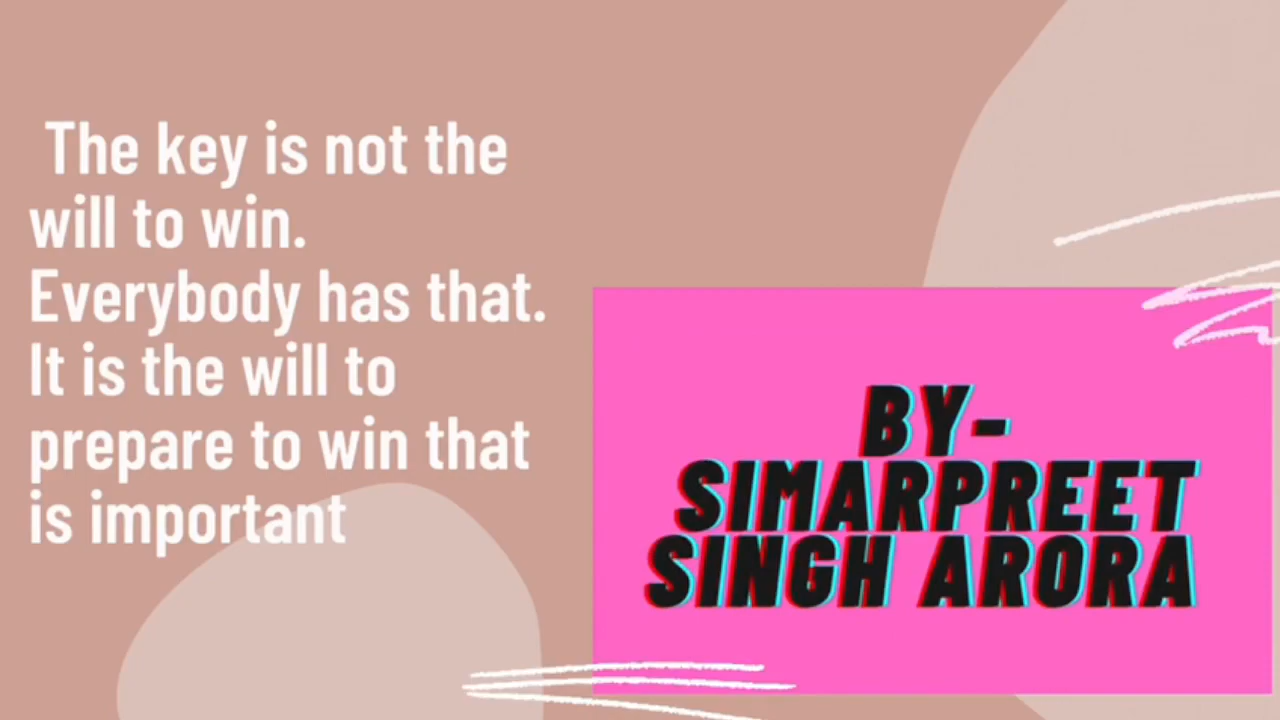 The key is not the
will to win.
Everybody has that.
It is the will to
prepare to win that
is important
BY-
SIMARPREET
SINGH ARORA